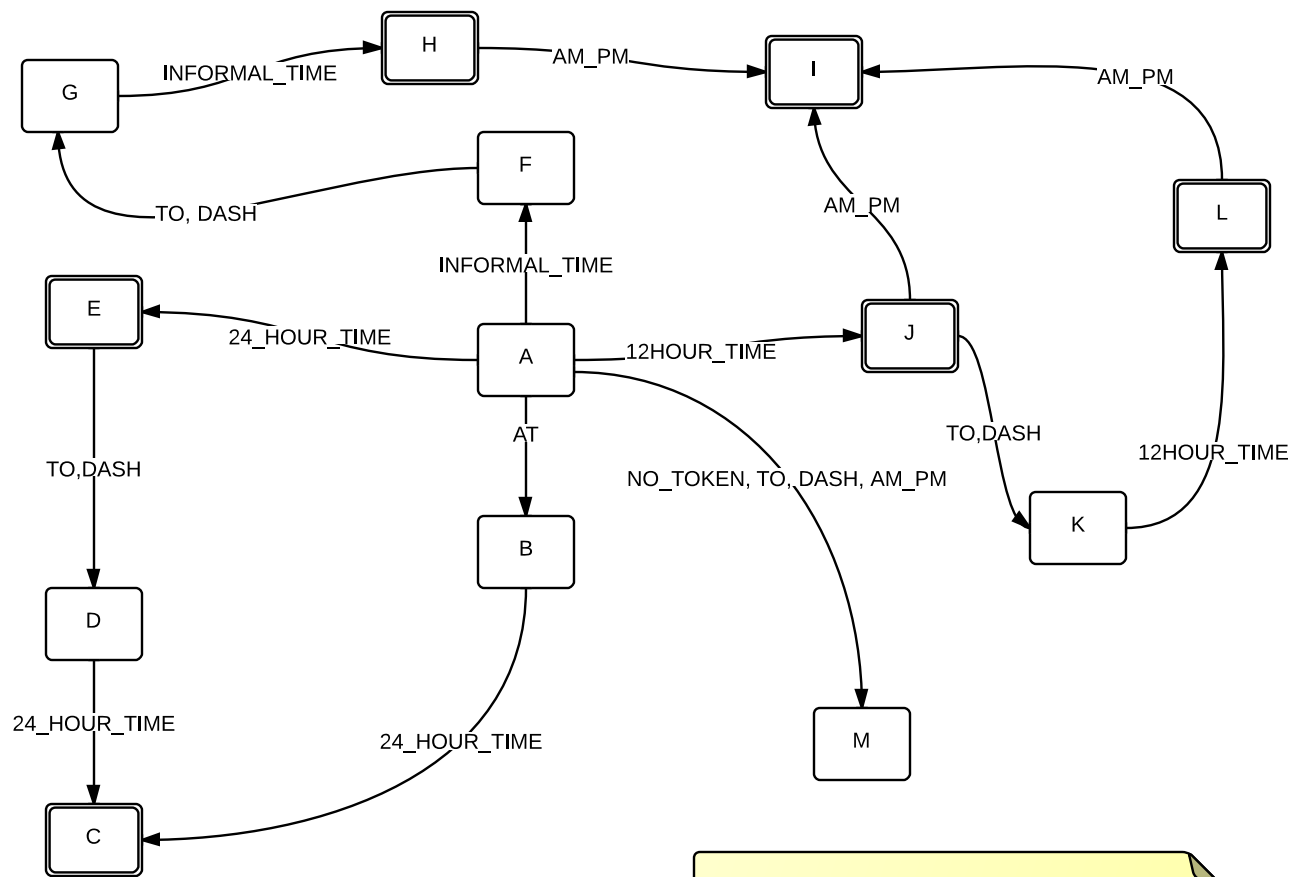 H
I
AM_PM
INFORMAL_TIME
AM_PM
G
F
AM_PM
L
TO, DASH
INFORMAL_TIME
E
24_HOUR_TIME
A
12HOUR_TIME
J
AT
TO,DASH
12HOUR_TIME
TO,DASH
NO_TOKEN, TO, DASH, AM_PM
K
B
D
24_HOUR_TIME
24_HOUR_TIME
M
C